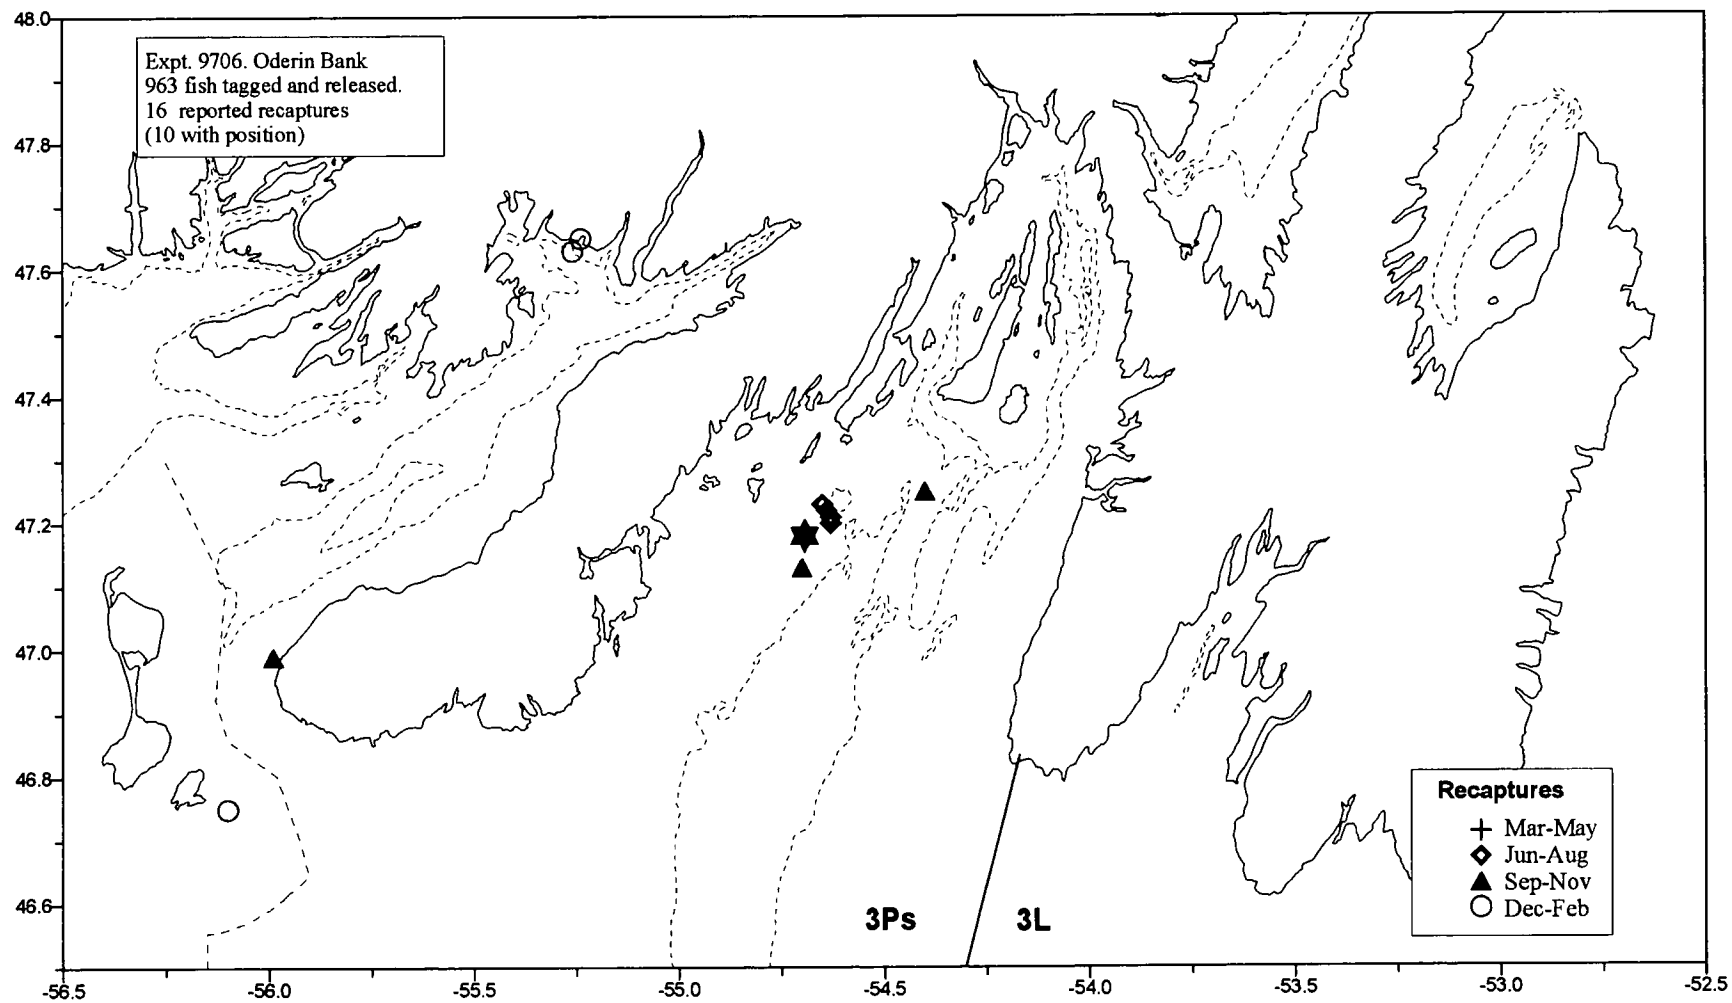 48.0
47.8
47.6
47.4
47.2
47.0
46.8
46.6
Expt. 9706. Oderin Bank
963 fish tagged and released.
16 reported recaptures
(10 with position)
3Ps
3L
Recaptures
Mar-May
Jun-Aug
Sep-Nov
Dec-Feb
-56.5 -56.0 -55.5 -55.0 -54.5 -54.0 -53.5 -53.0 -52.5